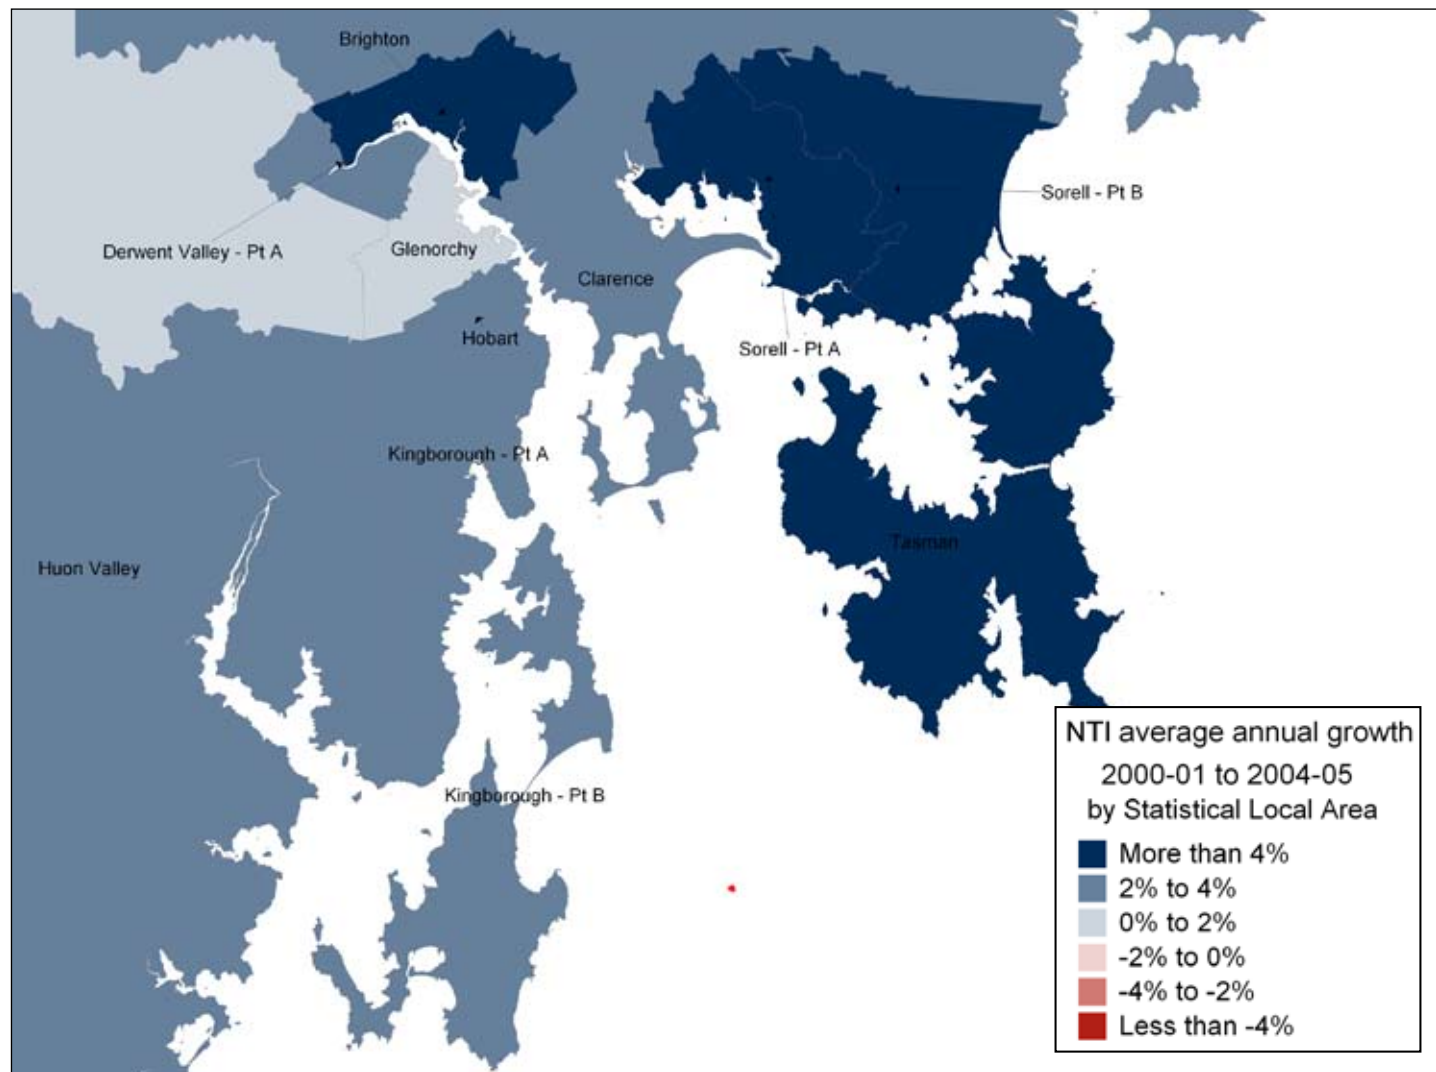 Brighton
Sorell - Pt B
Derwent Valley - Pt A
Glenorchy
Clarence
Hobart
Sorell - Pt A
Kingborough - Pt A
Tasman
Huon Valley
Kingborough - Pt B
NTI average annual growth
2000-01 to 2004-05
by Statistical Local Area
More than 4%
2% to 4%
0% to 2%
-2% to 0%
-4% to -2%
Less than -4%